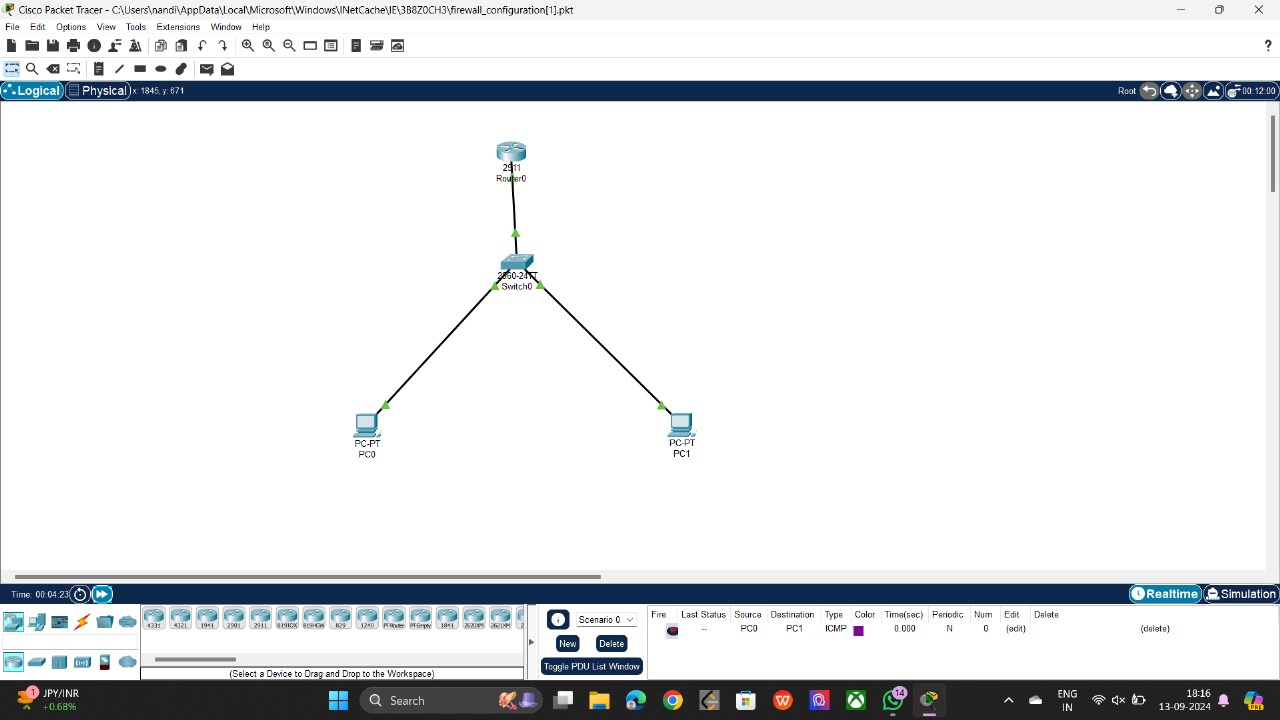 Cisco Packet Tracer - C:\Users\nandi\AppData\Local\Microsoft\Windows\INetCache\IE\3B8Z0CH3\firewall_configuration[1].pkt
File Edit Options View Tools Extensions Window Help
?
Logical Physical x: 1845, y: 671 Root 00:12:00
2911
Router0
2960-24TT
Switch0
PC-PT
PC0
PC-PT
PC1
Time: 00:04:23 Realtime Simulation
4331 4321 1941 2901 2911 819IOX 819HGW 829 1240 PT-Router PT-Empty 1841 2620XM 2621XM
(Select a Device to Drag and Drop to the Workspace)
Scenario 0
New Delete
Toggle PDU List Window
Fire Last Status Source Destination Type Color Time(sec) Periodic Num Edit Delete
-- PC0 PC1 ICMP 0.000 N 0 (edit) (delete)
1 JPY/INR
+0.68%
Search
14
ENG
IN
18:16
13-09-2024
PRE